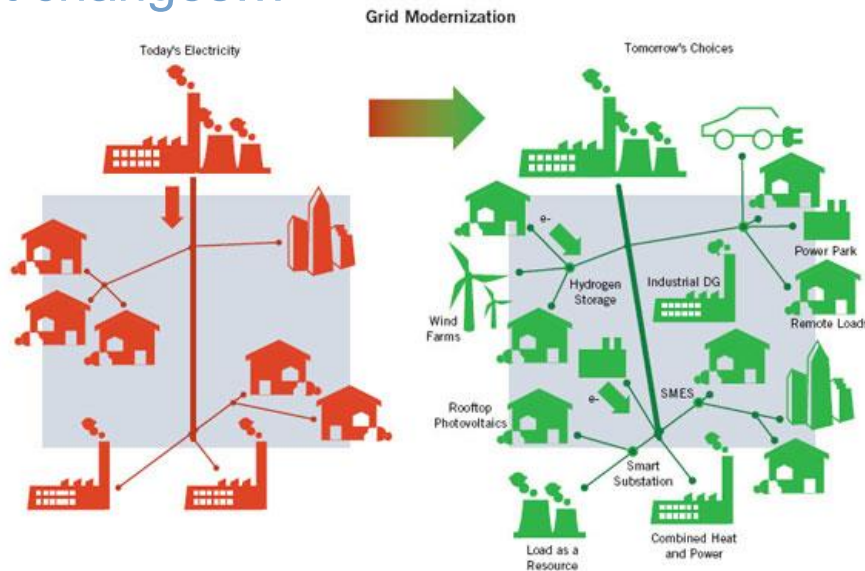 Grid Modernization
Today's Electricity
Tomorrow's Choices
e-
Power Park
Hydrogen
Storage
Industrial DG
Wind
Farms
Remote Loads
e-
SMES
Rooftop
Photovoltaics
Smart
Substation
Load as a
Resource
Combined Heat
and Power